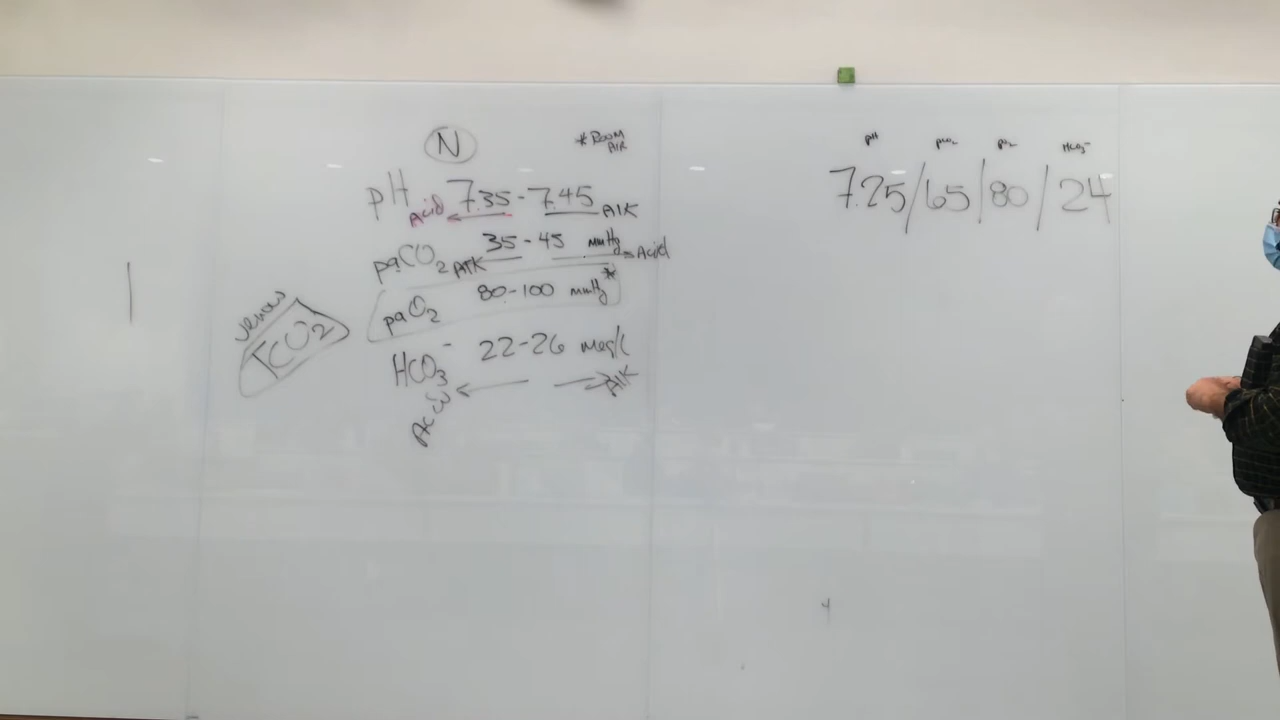 N
* ROOM
AIR
pH 7.35 - 7.45
Acid AlK
paCO2 35 - 45 mmHg = Acid
AlK
paO2 80-100 mmHg*
HCO3- 22-26 meq/L
Acid AlK
venous
TCO2
pH pCO2 pO2 HCO3-
7.25/65/80/24